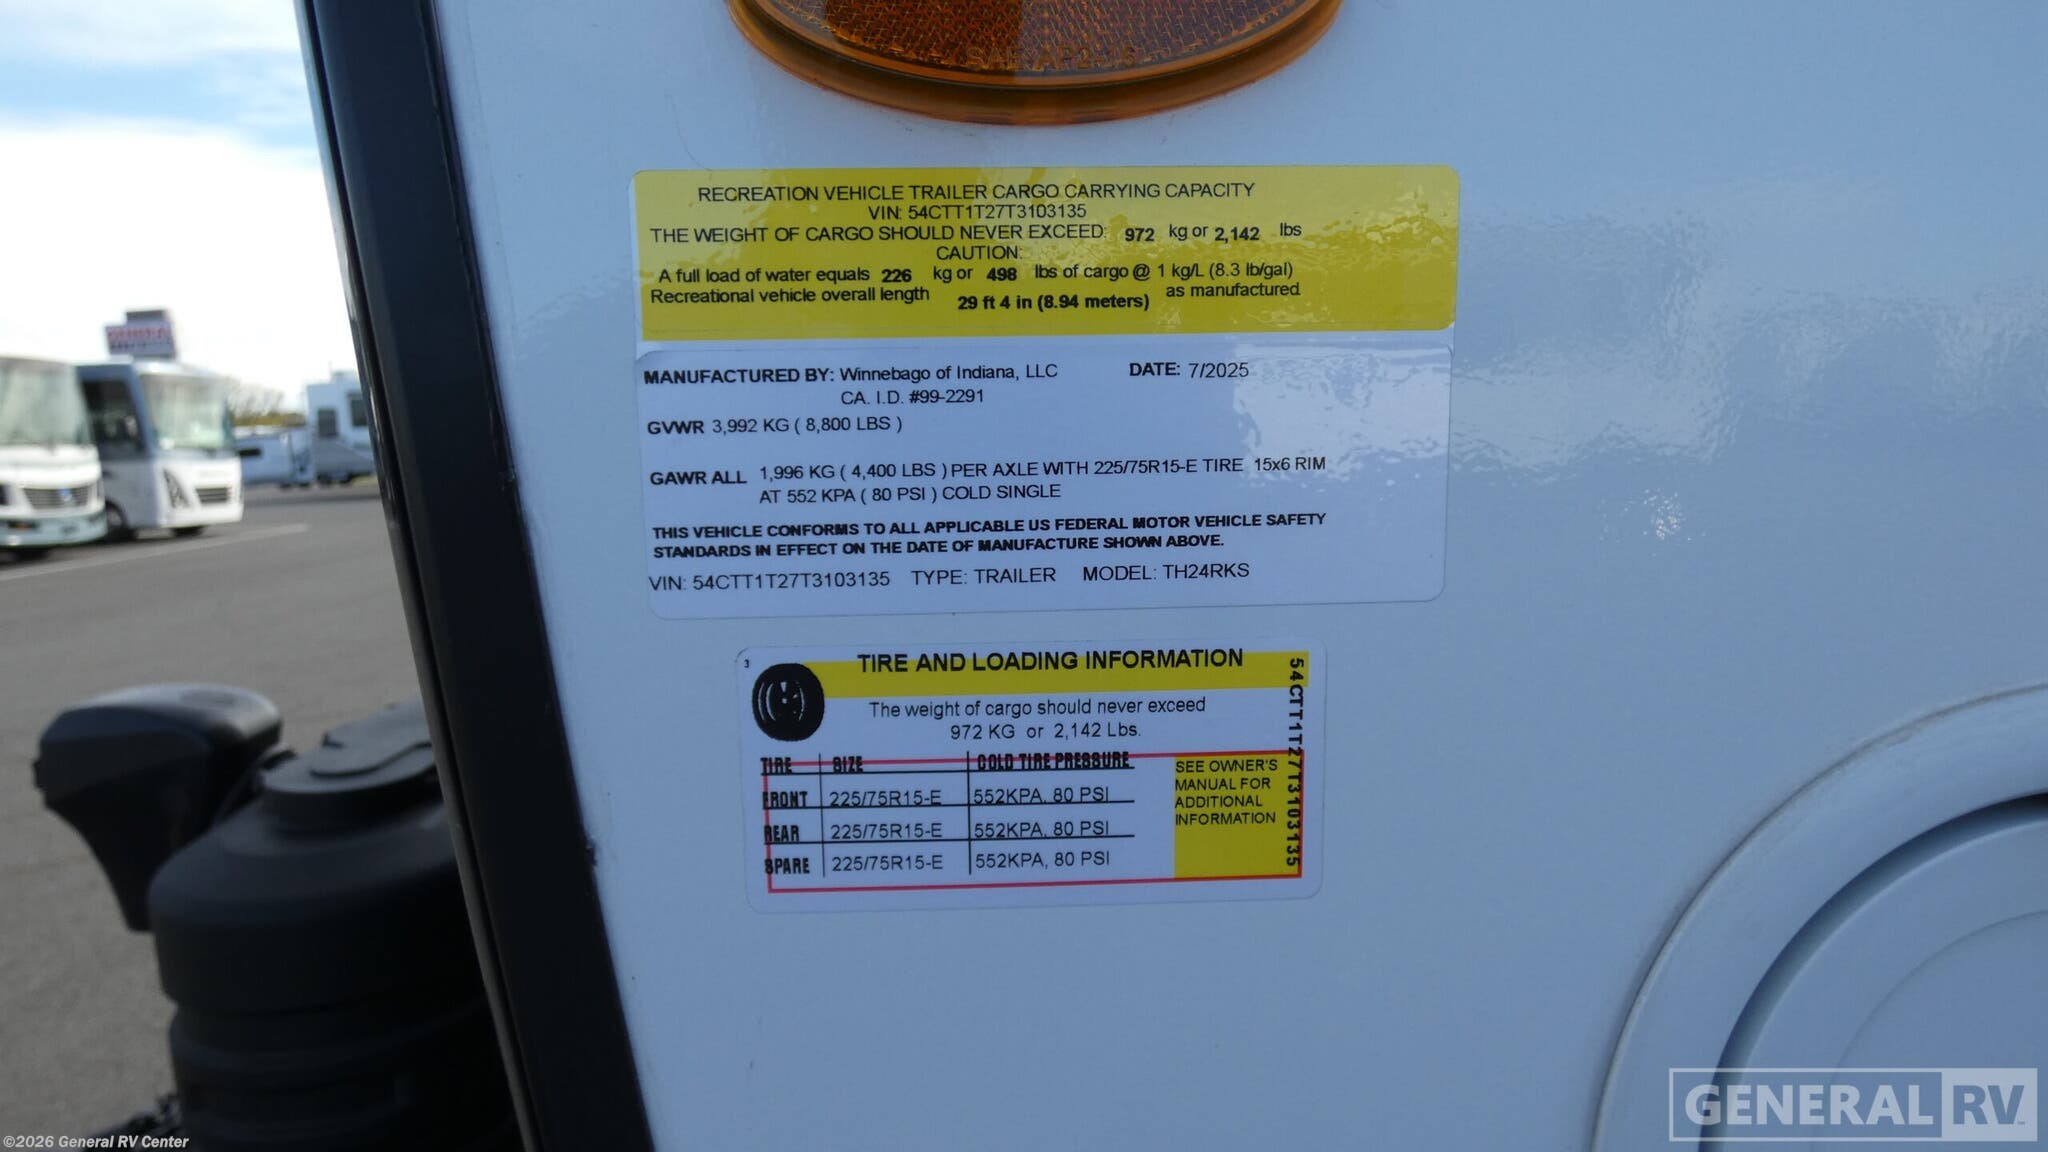 SAE AP2-16
GENERAL
RECREATION VEHICLE TRAILER CARGO CARRYING CAPACITY
VIN: 54CTT1T27T3103135
THE WEIGHT OF CARGO SHOULD NEVER EXCEED: 972 kg or 2,142 lbs
CAUTION:
A full load of water equals 226 kg or 498 lbs of cargo @ 1 kg/L (8.3 lb/gal)
Recreational vehicle overall length 29 ft 4 in (8.94 meters) as manufactured.
MANUFACTURED BY: Winnebago of Indiana, LLC DATE: 7/2025
CA. I.D. #99-2291
GVWR 3,992 KG ( 8,800 LBS )
GAWR ALL 1,996 KG ( 4,400 LBS ) PER AXLE WITH 225/75R15-E TIRE 15x6 RIM
AT 552 KPA ( 80 PSI ) COLD SINGLE
THIS VEHICLE CONFORMS TO ALL APPLICABLE US FEDERAL MOTOR VEHICLE SAFETY
STANDARDS IN EFFECT ON THE DATE OF MANUFACTURE SHOWN ABOVE.
VIN: 54CTT1T27T3103135 TYPE: TRAILER MODEL: TH24RKS
3
TIRE AND LOADING INFORMATION
The weight of cargo should never exceed
972 KG or 2,142 Lbs.
TIRE SIZE COLD TIRE PRESSURE
FRONT 225/75R15-E 552KPA, 80 PSI
REAR 225/75R15-E 552KPA, 80 PSI
SPARE 225/75R15-E 552KPA, 80 PSI
SEE OWNER'S
MANUAL FOR
ADDITIONAL
INFORMATION
54CTT1T27T3103135
GENERAL RV
©2026 General RV Center